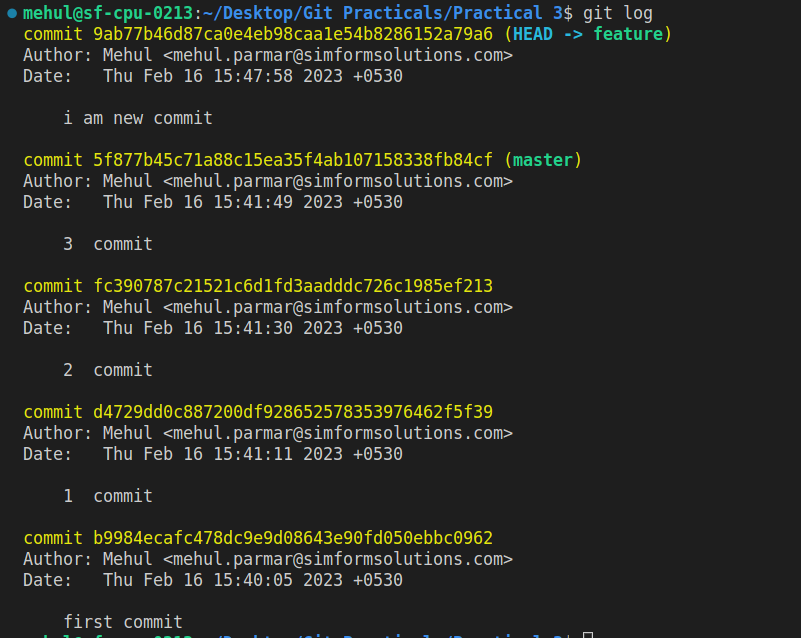 mehul@sf-cpu-0213:~/Desktop/Git Practicals/Practical 3$ git log
commit 9ab77b46d87ca0e4eb98caa1e54b8286152a79a6 (HEAD -> feature)
Author: Mehul <mehul.parmar@simformsolutions.com>
Date:   Thu Feb 16 15:47:58 2023 +0530
i am new commit
commit 5f877b45c71a88c15ea35f4ab107158338fb84cf (master)
Author: Mehul <mehul.parmar@simformsolutions.com>
Date:   Thu Feb 16 15:41:49 2023 +0530
3  commit
commit fc390787c21521c6d1fd3aadddc726c1985ef213
Author: Mehul <mehul.parmar@simformsolutions.com>
Date:   Thu Feb 16 15:41:30 2023 +0530
2  commit
commit d4729dd0c887200df928652578353976462f5f39
Author: Mehul <mehul.parmar@simformsolutions.com>
Date:   Thu Feb 16 15:41:11 2023 +0530
1  commit
commit b9984ecafc478dc9e9d08643e90fd050ebbc0962
Author: Mehul <mehul.parmar@simformsolutions.com>
Date:   Thu Feb 16 15:40:05 2023 +0530
first commit